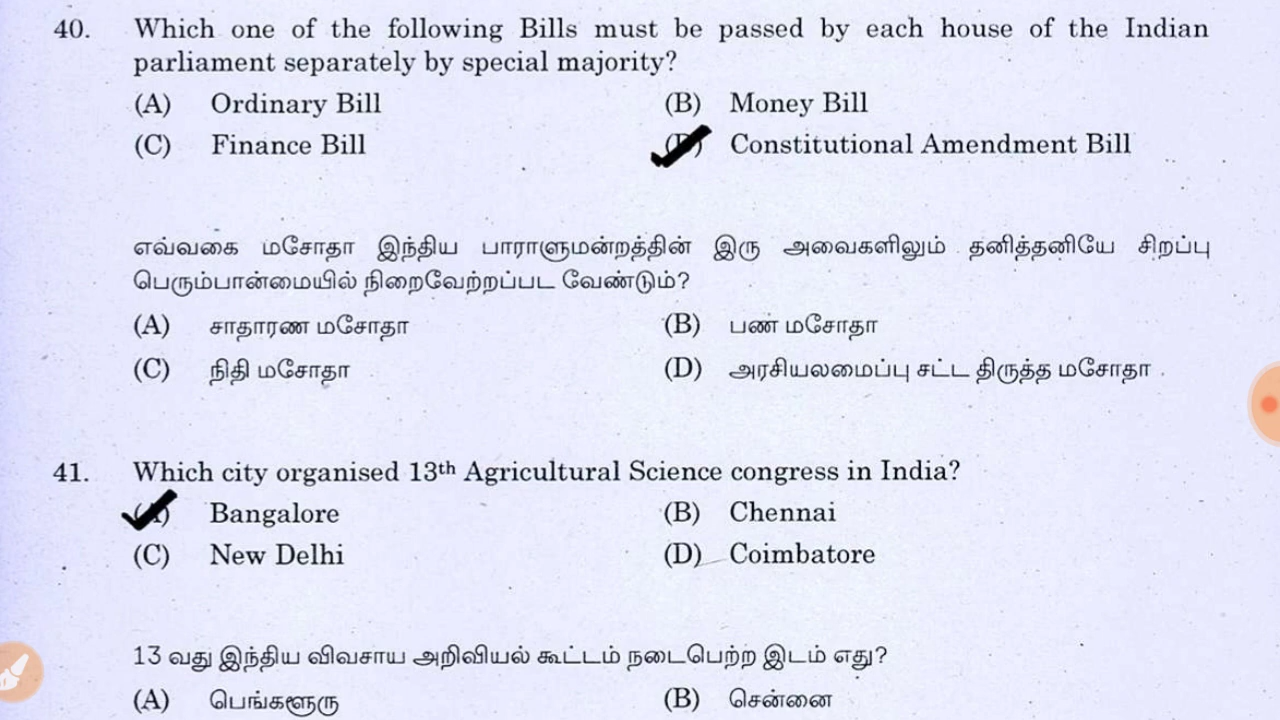 40. Which one of the following Bills must be passed by each house of the Indian
parliament separately by special majority?
(A) Ordinary Bill (B) Money Bill
(C) Finance Bill Constitutional Amendment Bill
எவ்வகை மசோதா இந்திய பாராளுமன்றத்தின் இரு அவைகளிலும் தனித்தனியே சிறப்பு
பெரும்பான்மையில் நிறைவேற்றப்பட வேண்டும்?
(A) சாதாரண மசோதா (B) பண மசோதா
(C) நிதி மசோதா (D) அரசியலமைப்பு சட்ட திருத்த மசோதா
41. Which city organised 13th Agricultural Science congress in India?
Bangalore (B) Chennai
(C) New Delhi (D) Coimbatore
13 வது இந்திய விவசாய அறிவியல் கூட்டம் நடைபெற்ற இடம் எது?
(A) பெங்களூரு (B) சென்னை